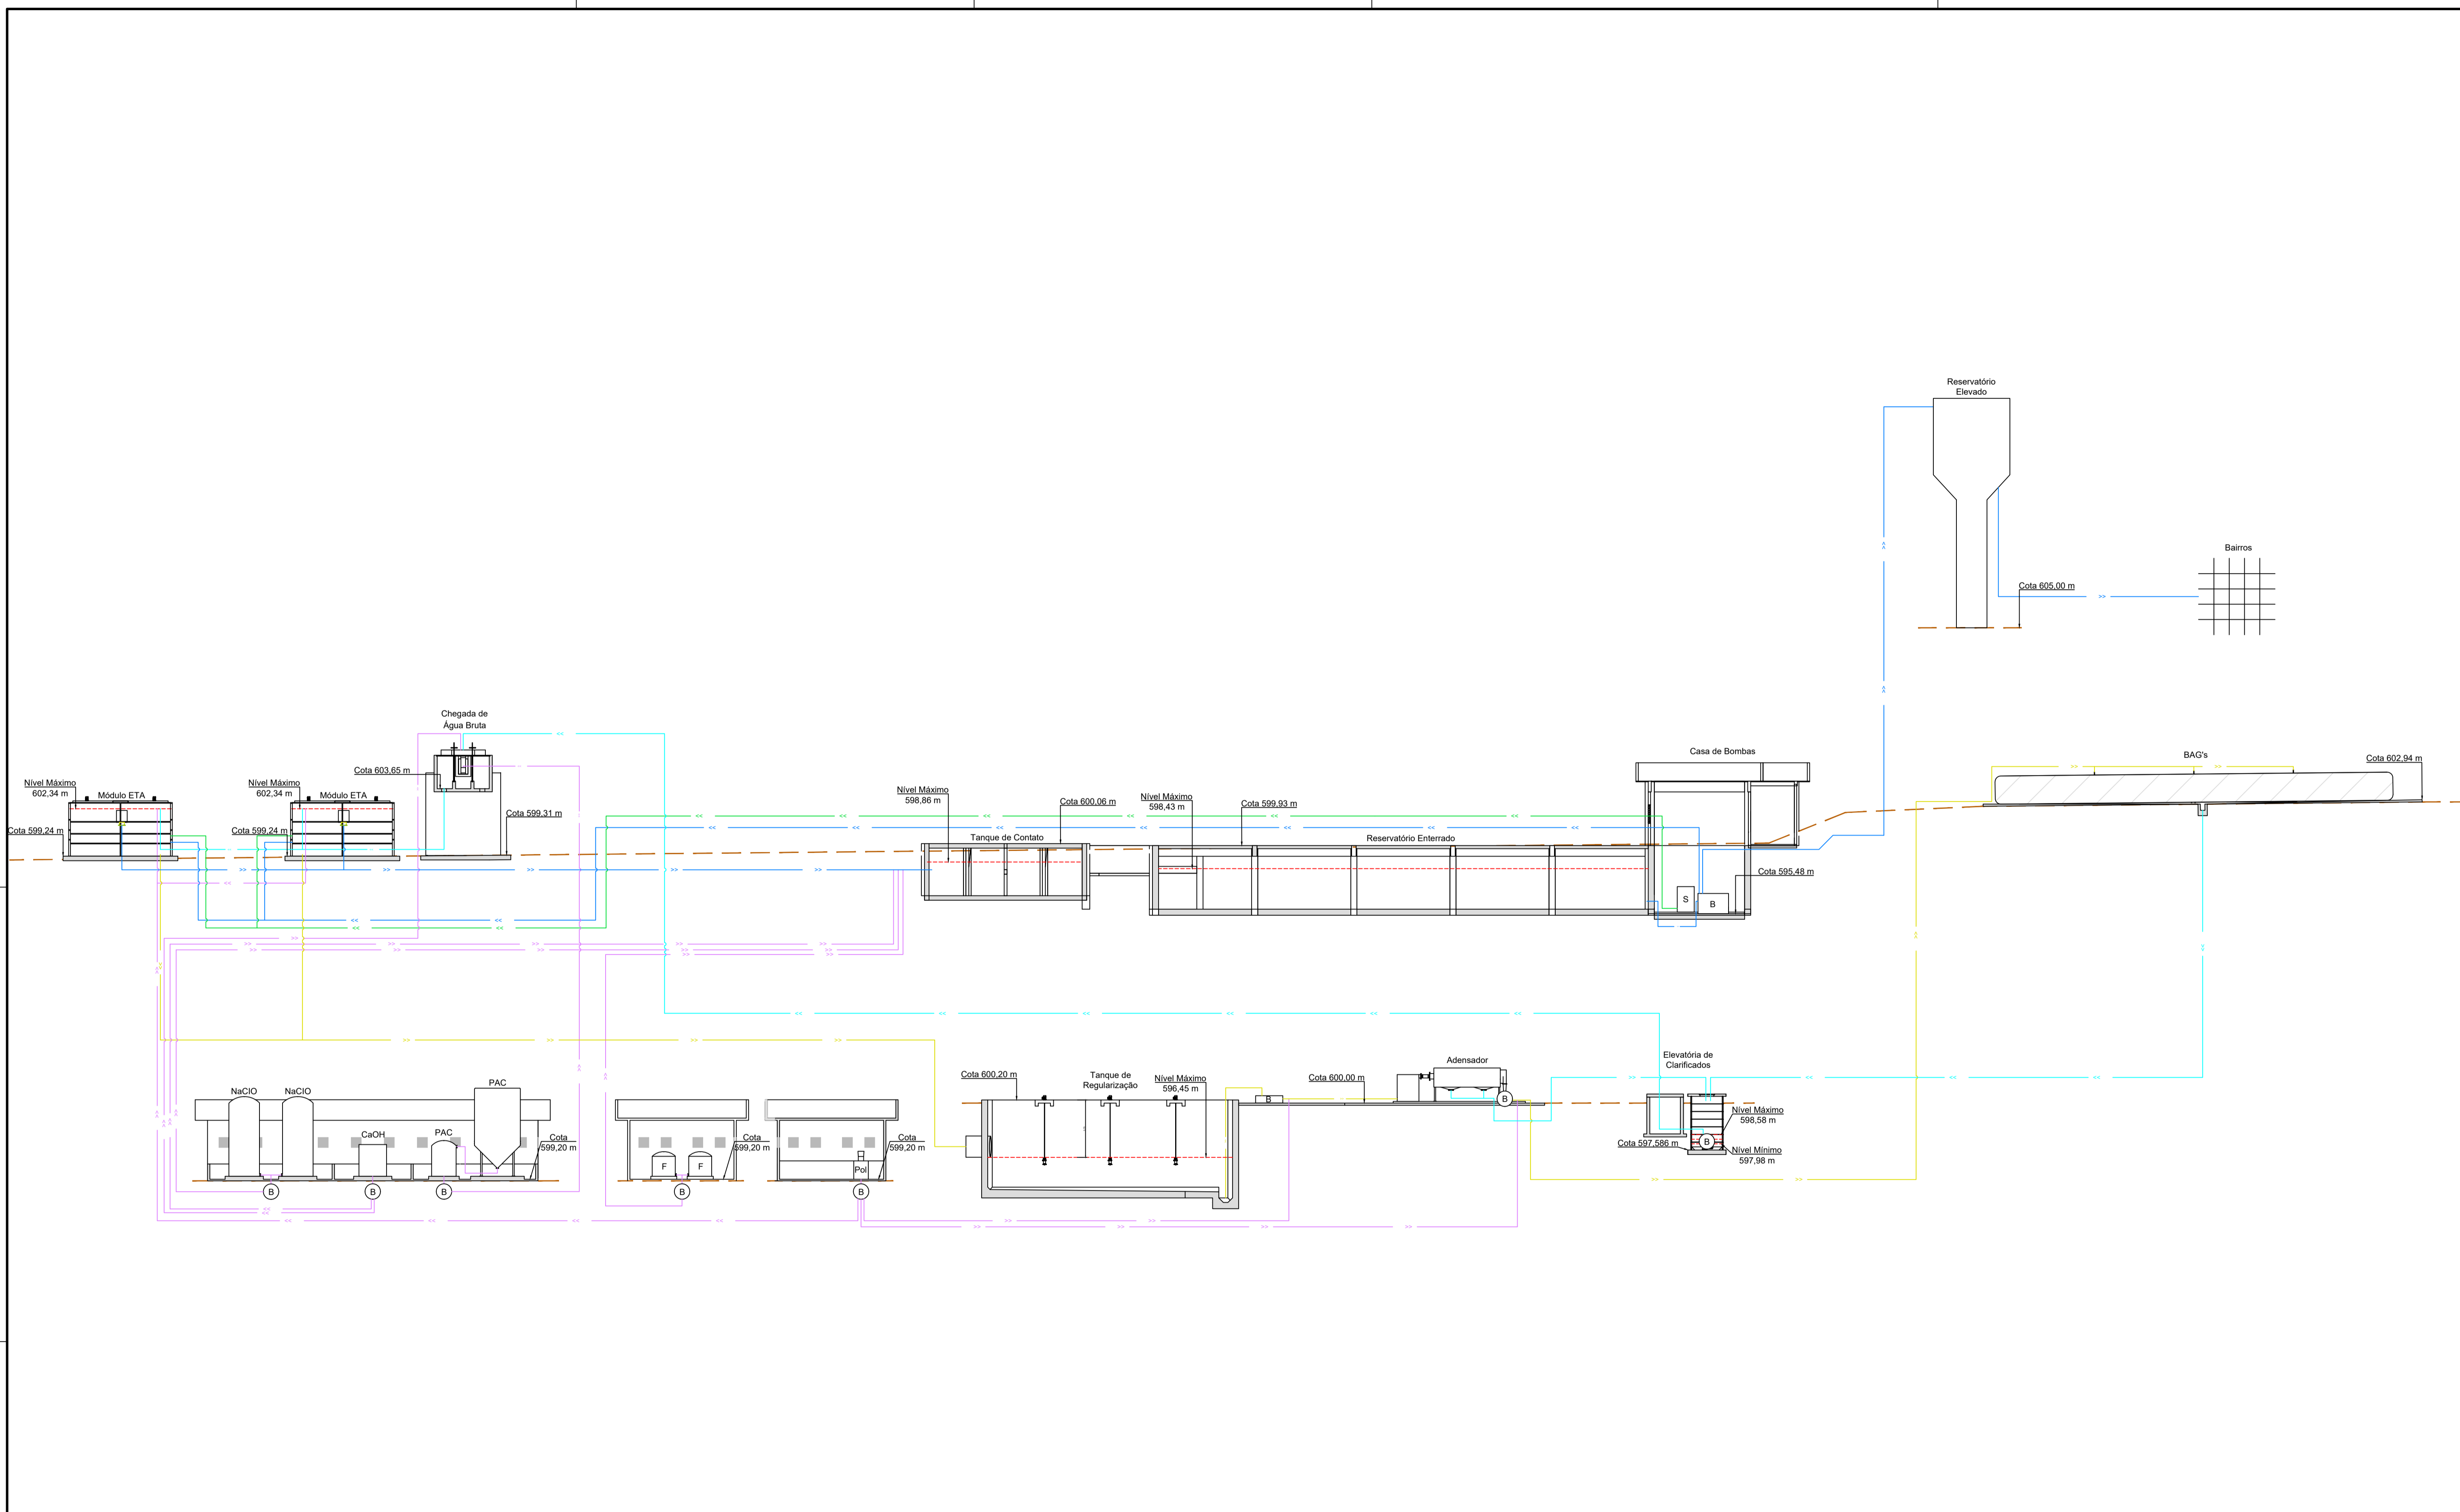 Reservatório
Elevado
Bairros
Cota 605,00 m
Chegada de
Água Bruta
Cota 603,65 m
Cota 599,31 m
Nível Máximo
602,34 m
Módulo ETA
Cota 599,24 m
Nível Máximo
602,34 m
Módulo ETA
Cota 599,24 m
Nível Máximo
598,86 m
Cota 600,06 m
Tanque de Contato
Nível Máximo
598,43 m
Cota 599,93 m
Reservatório Enterrado
Casa de Bombas
S
B
Cota 595,48 m
BAG's
Cota 602,94 m
NaClO
NaClO
CaOH
PAC
PAC
Cota
599,20 m
B
B
B
F
F
Cota
599,20 m
B
Pol
Cota
599,20 m
B
Cota 600,20 m
Tanque de
Regularização
Nível Máximo
596,45 m
B
Cota 600,00 m
Adensador
B
Elevatória de
Clarificados
Nível Máximo
598,58 m
B
Cota 597,586 m
Nível Mínimo
597,98 m